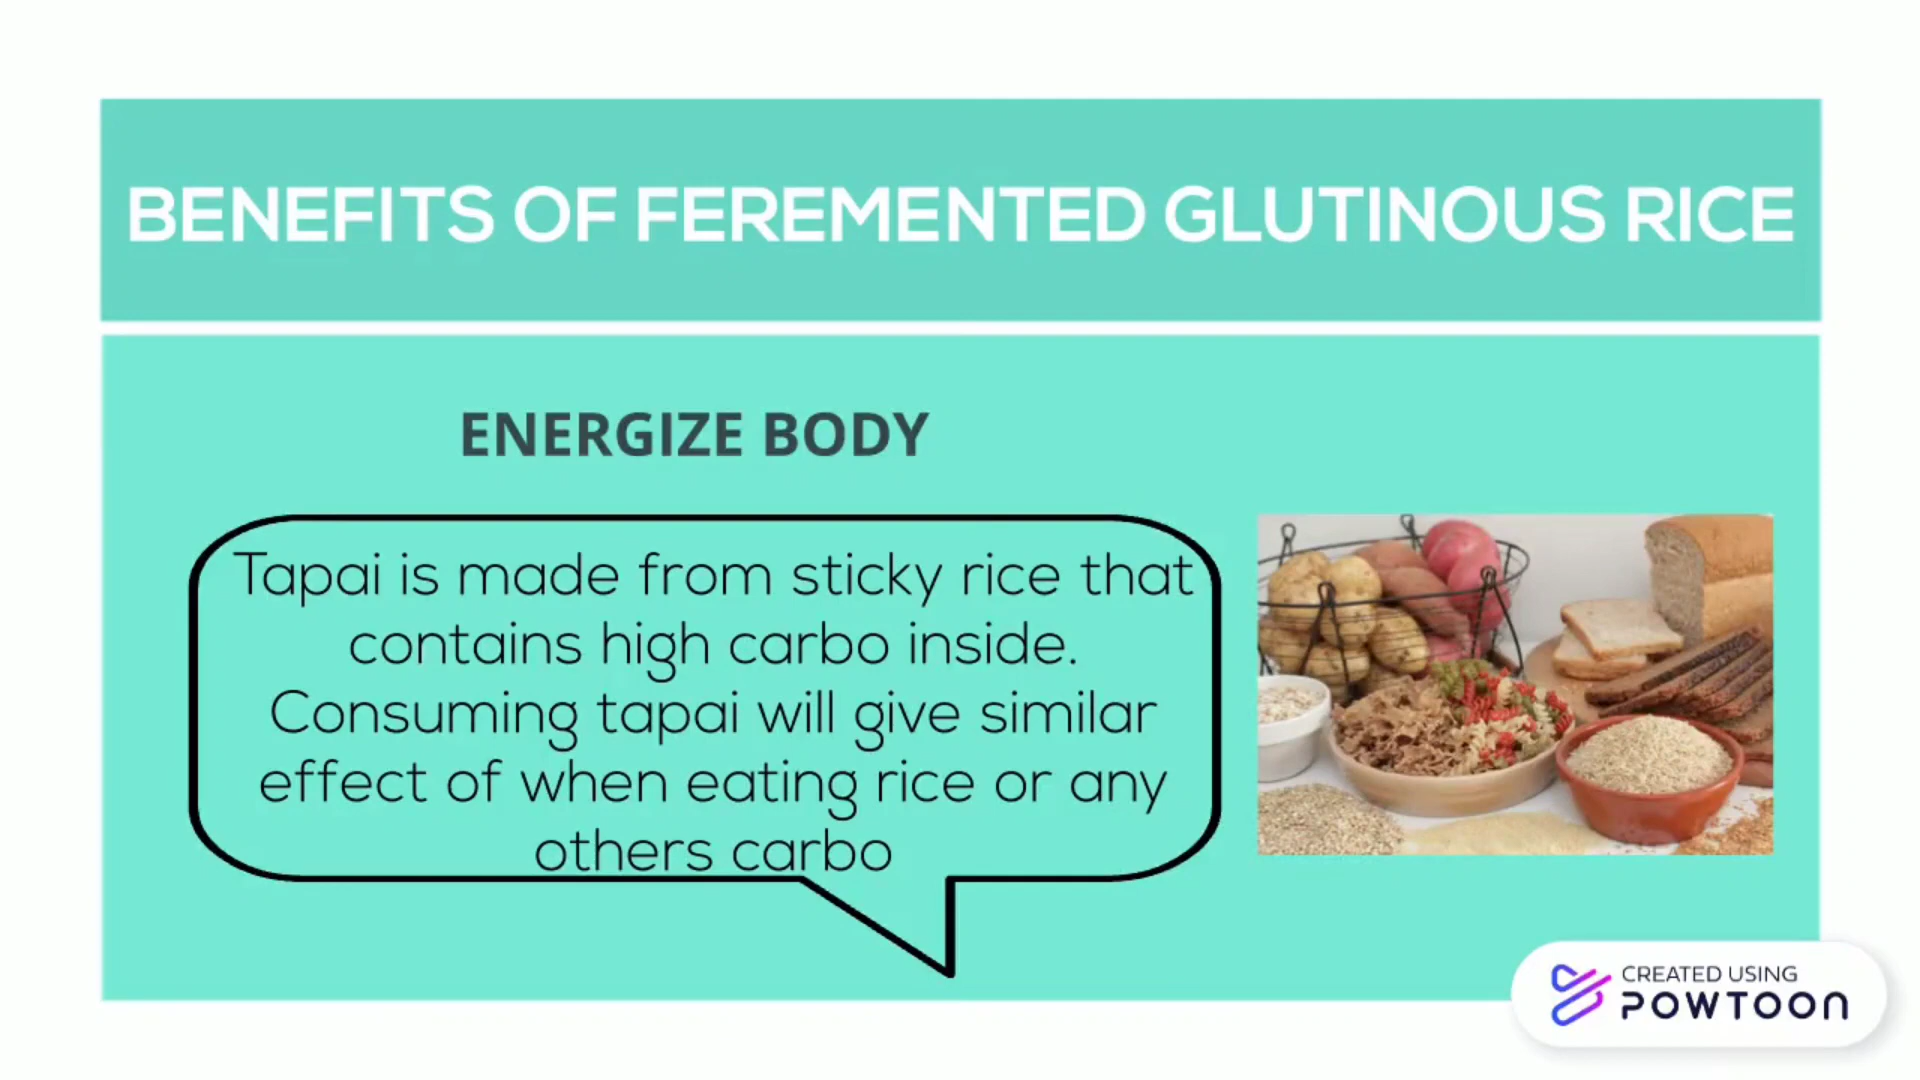 BENEFITS OF FEREMENTED GLUTINOUS RICE
ENERGIZE BODY
Tapai is made from sticky rice that
contains high carbo inside.
Consuming tapai will give similar
effect of when eating rice or any
others carbo
CREATED USING
POWTOON